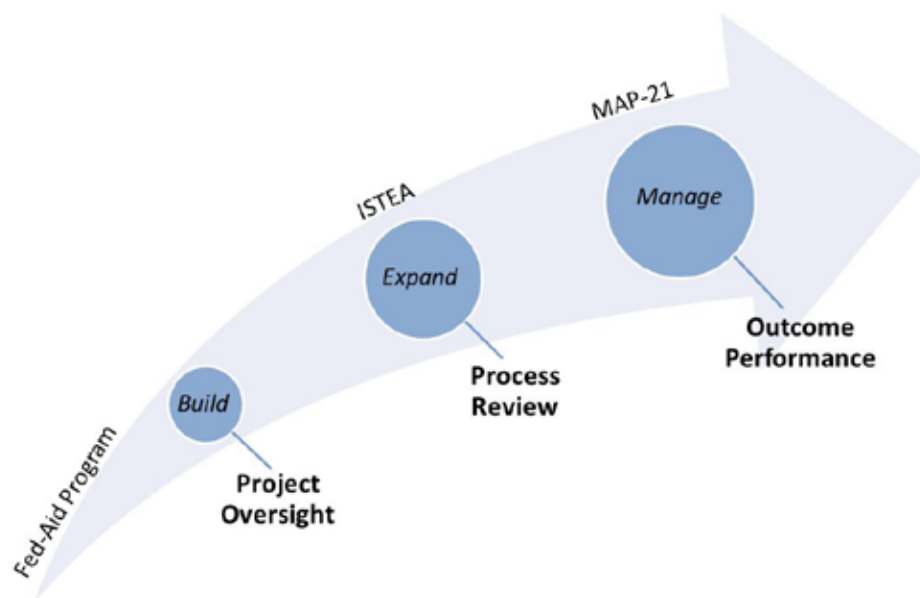 MAP-21
ISTEA
Manage
Expand
Outcome
Performance
Process
Review
Build
Fed-Aid Program
Project
Oversight